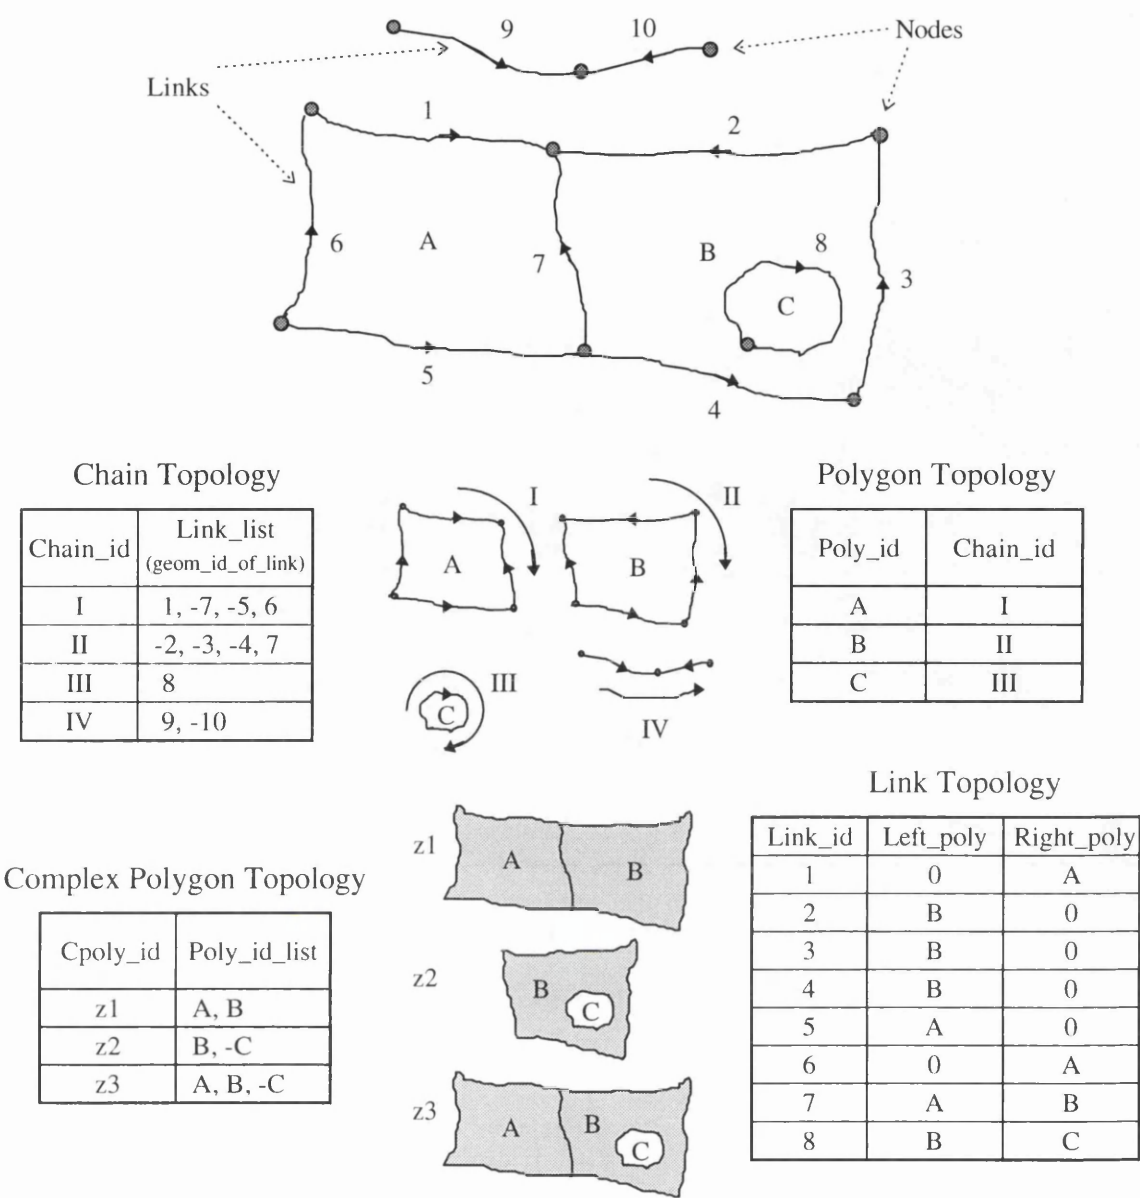 9 10 Nodes
Links
1 2
6 A 7 B 8 C 3
5 4
Chain Topology
Chain_id Link_list
(geom_id_of_link)
I 1, -7, -5, 6
II -2, -3, -4, 7
III 8
IV 9, -10
I II
A B
III C
IV
Polygon Topology
Poly_id Chain_id
A I
B II
C III
Complex Polygon Topology
Cpoly_id Poly_id_list
z1 A, B
z2 B, -C
z3 A, B, -C
z1 A B
z2 B C
z3 A B C
Link Topology
Link_id Left_poly Right_poly
1 0 A
2 B 0
3 B 0
4 B 0
5 A 0
6 0 A
7 A B
8 B C